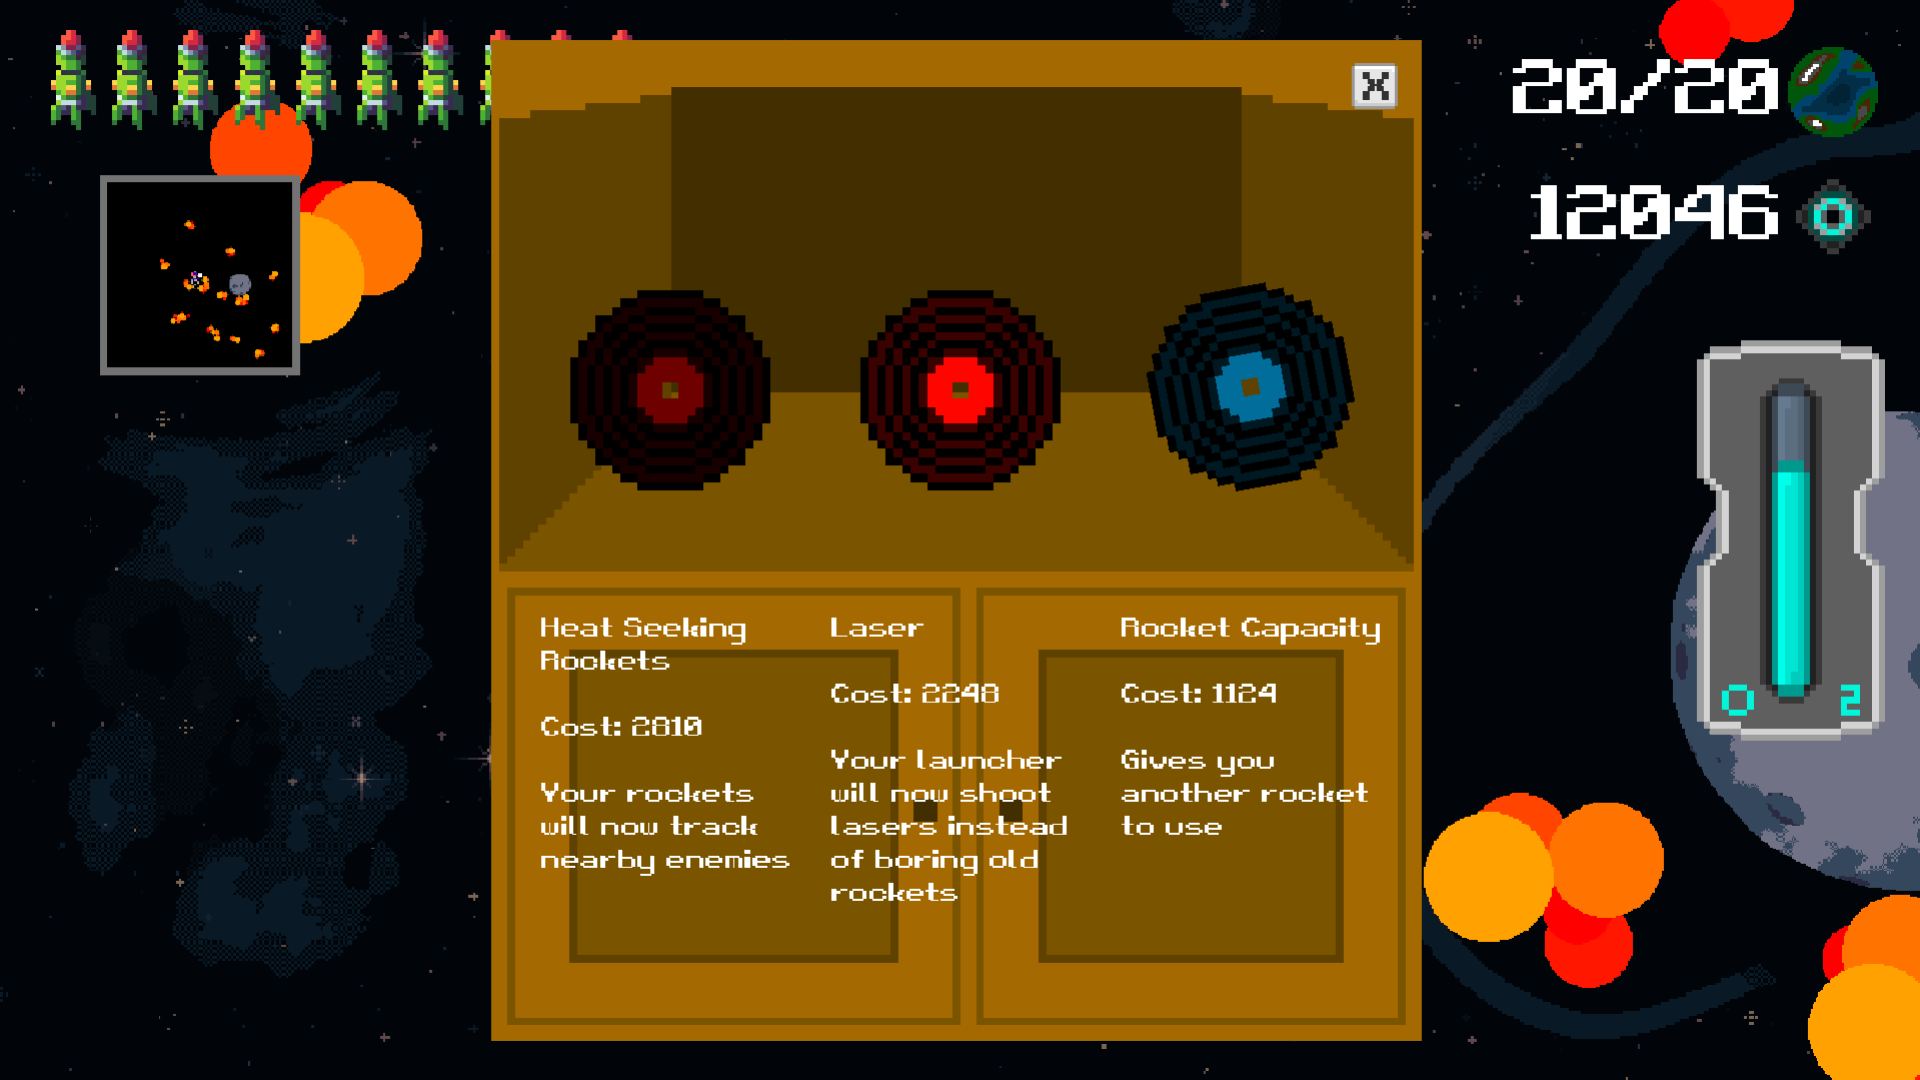 20/20
12046
X
Heat Seeking
Rockets
Cost: 2810
Your rockets
will now track
nearby enemies
Laser
Cost: 2248
Your launcher
will now shoot
lasers instead
of boring old
rockets
Rocket Capacity
Cost: 1124
Gives you
another rocket
to use
O 2